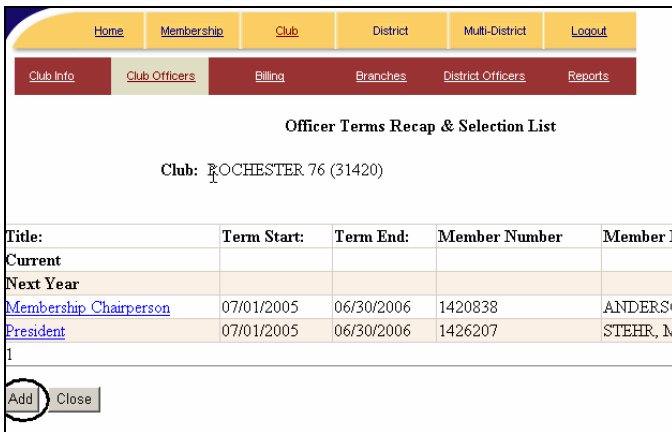 Home Membership Club District Multi-District Logout
Club Info Club Officers Billing Branches District Officers Reports
Officer Terms Recap & Selection List
Club: ROCHESTER 76 (31420)
Title: Term Start: Term End: Member Number Member
Current
Next Year
Membership Chairperson 07/01/2005 06/30/2006 1420838 ANDERS
President 07/01/2005 06/30/2006 1426207 STEHR,
1
Add Close